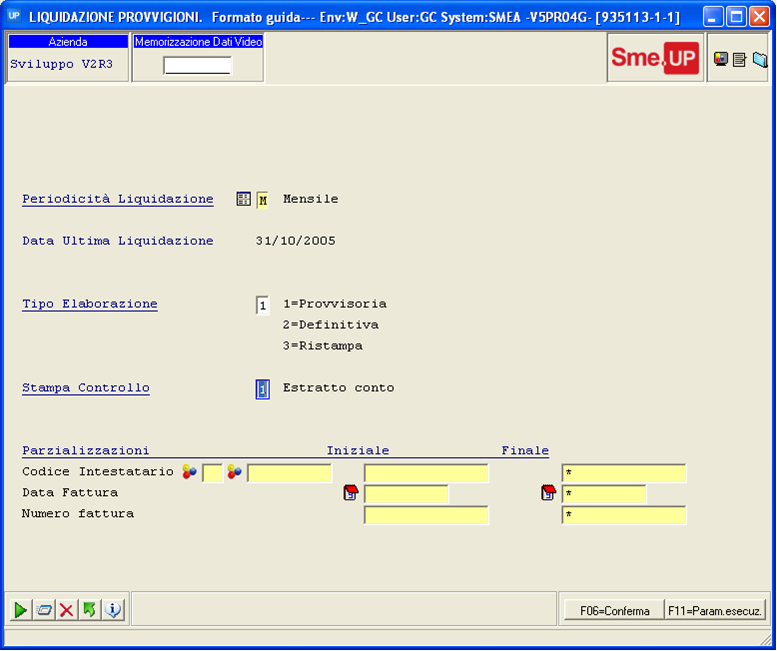 UP LIQUIDAZIONE PROVVIGIONI. Formato guida--- Env:W_GC User:GC System:SMEA -V5PRO4G- [935113-1-1]
Azienda
Memorizzazione Dati Video
Sviluppo V2R3
Sme.UP
Periodicità Liquidazione M Mensile
Data Ultima Liquidazione 31/10/2005
Tipo Elaborazione 1 1=Provvisoria
2=Definitiva
3=Ristampa
Stampa Controllo 1 Estratto conto
Parzializzazioni Iniziale Finale
Codice Intestatario *
Data Fattura *
Numero fattura *
F06=Conferma F11=Param.esecuz.